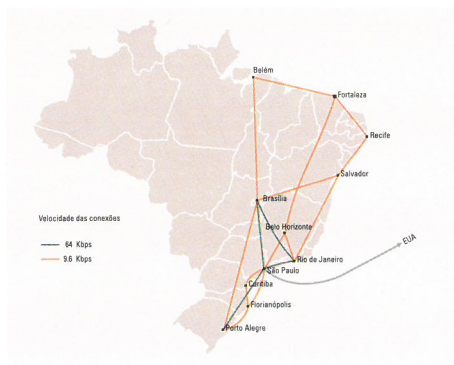 Belém
Fortaleza
Recife
Salvador
Brasília
Belo Horizonte
Rio de Janeiro
São Paulo
EUA
Curitiba
Florianópolis
Porto Alegre
Velocidade das conexões
64 Kbps
9.6 Kbps